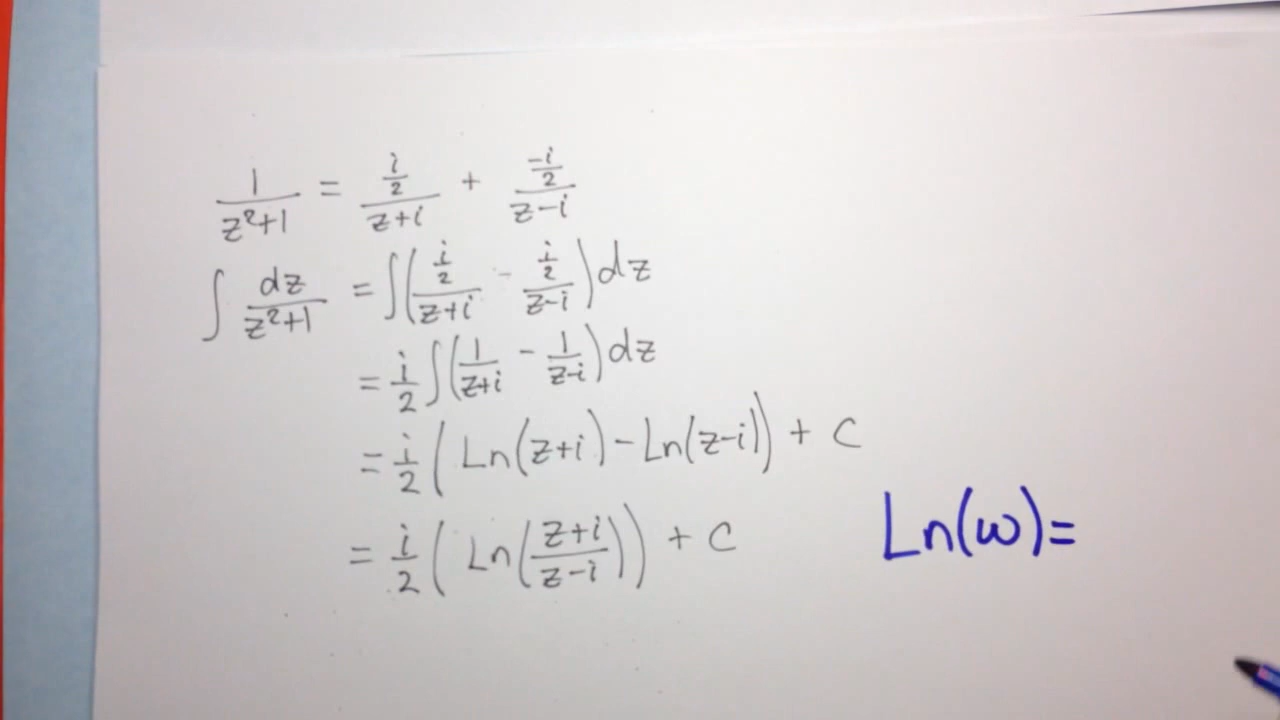 1/(z²+1) = (i/2)/(z+i) + (-i/2)/(z-i)
∫ dz/(z²+1) = ∫((i/2)/(z+i) - (i/2)/(z-i))dz
= i/2 ∫(1/(z+i) - 1/(z-i))dz
= i/2 (Ln(z+i) - Ln(z-i)) + C
= i/2 (Ln((z+i)/(z-i))) + C
Ln(w)=